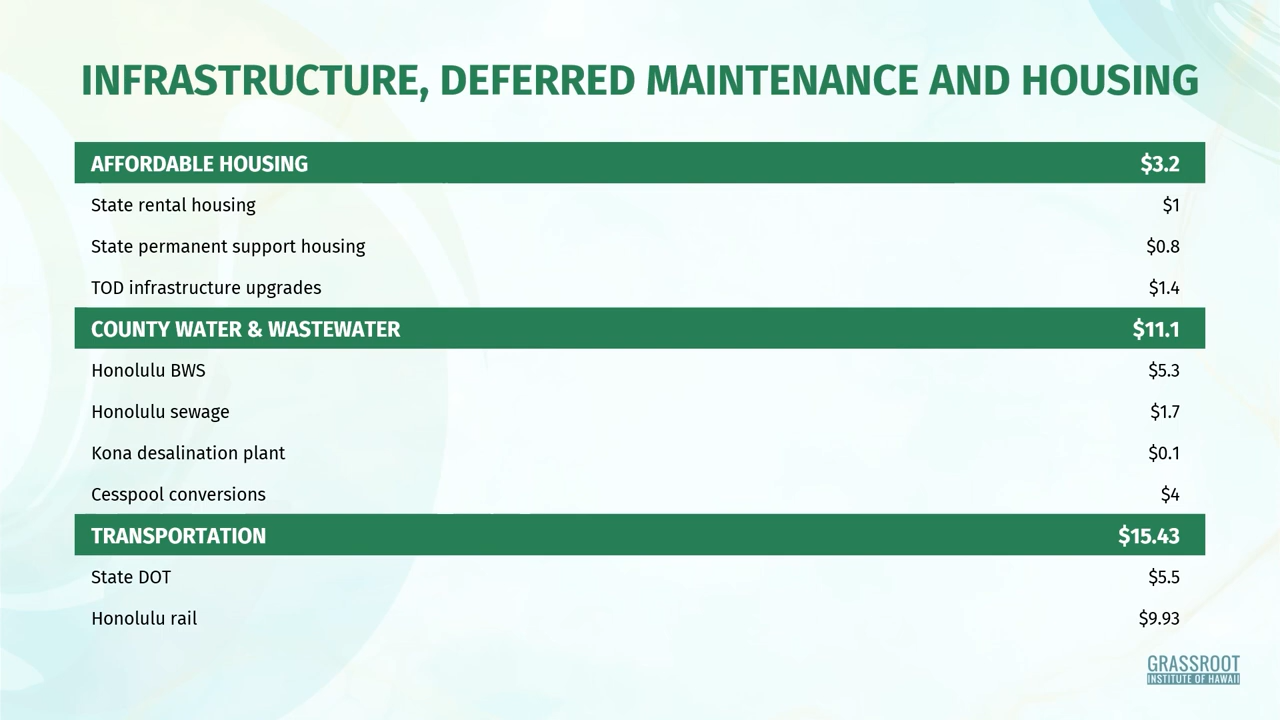 INFRASTRUCTURE, DEFERRED MAINTENANCE AND HOUSING
AFFORDABLE HOUSING $3.2
State rental housing $1
State permanent support housing $0.8
TOD infrastructure upgrades $1.4
COUNTY WATER & WASTEWATER $11.1
Honolulu BWS $5.3
Honolulu sewage $1.7
Kona desalination plant $0.1
Cesspool conversions $4
TRANSPORTATION $15.43
State DOT $5.5
Honolulu rail $9.93
GRASSROOT
INSTITUTE OF HAWAII